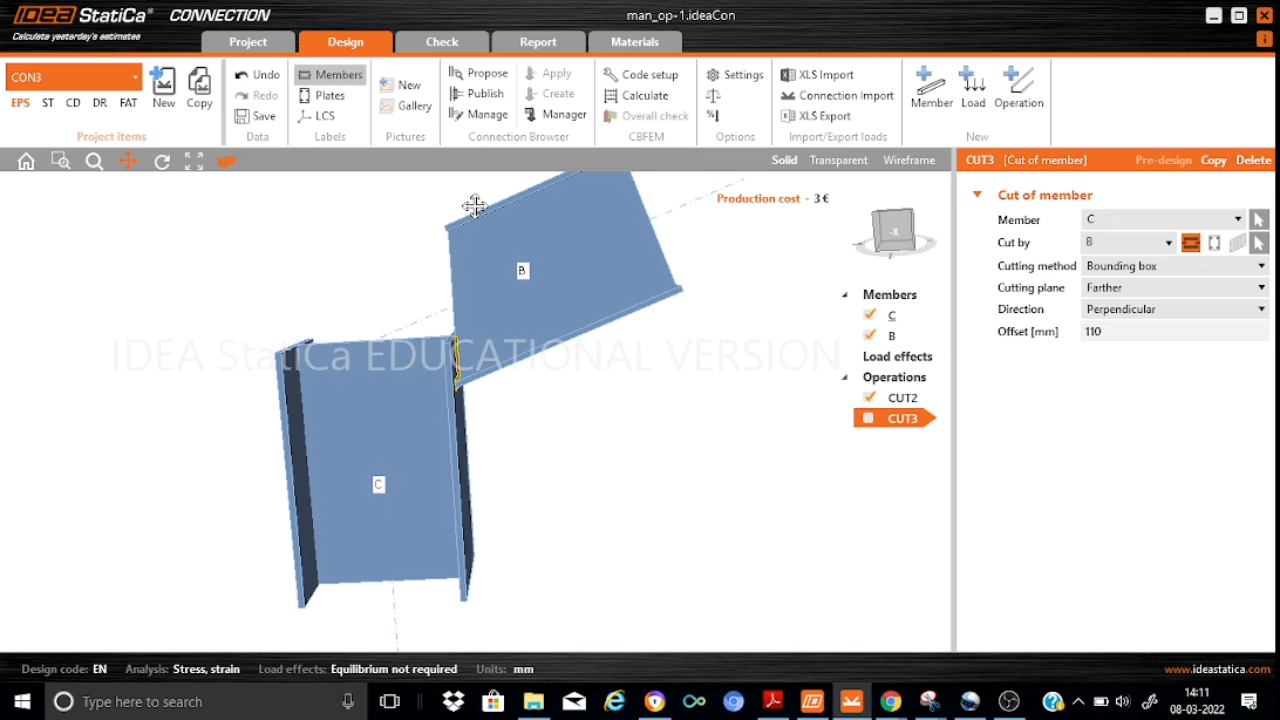 IDEA StatiCa® CONNECTION
Calculate yesterday's estimates
man_op-1.ideaCon
Project Design Check Report Materials
CON3
EPS ST CD DR FAT
New Copy
Project items
Undo
Redo
Save
Data
Members
Plates
LCS
Labels
New
Gallery
Pictures
Propose
Publish
Manage
Apply
Create
Manager
Connection Browser
Code setup
Calculate
Overall check
CBFEM
Settings
Options
XLS Import
Connection Import
XLS Export
Import/Export loads
Member Load Operation
New
Solid Transparent Wireframe
CUT3 [Cut of member] Pre-design Copy Delete
Production cost - 3 €
-X
B
C
IDEA StatiCa EDUCATIONAL VERSION
Members
C
B
Load effects
Operations
CUT2
CUT3
Cut of member
Member C
Cut by B
Cutting method Bounding box
Cutting plane Farther
Direction Perpendicular
Offset [mm] 110
Design code: EN Analysis: Stress, strain Load effects: Equilibrium not required Units: mm
www.ideastatica.com
Type here to search
14:11
08-03-2022